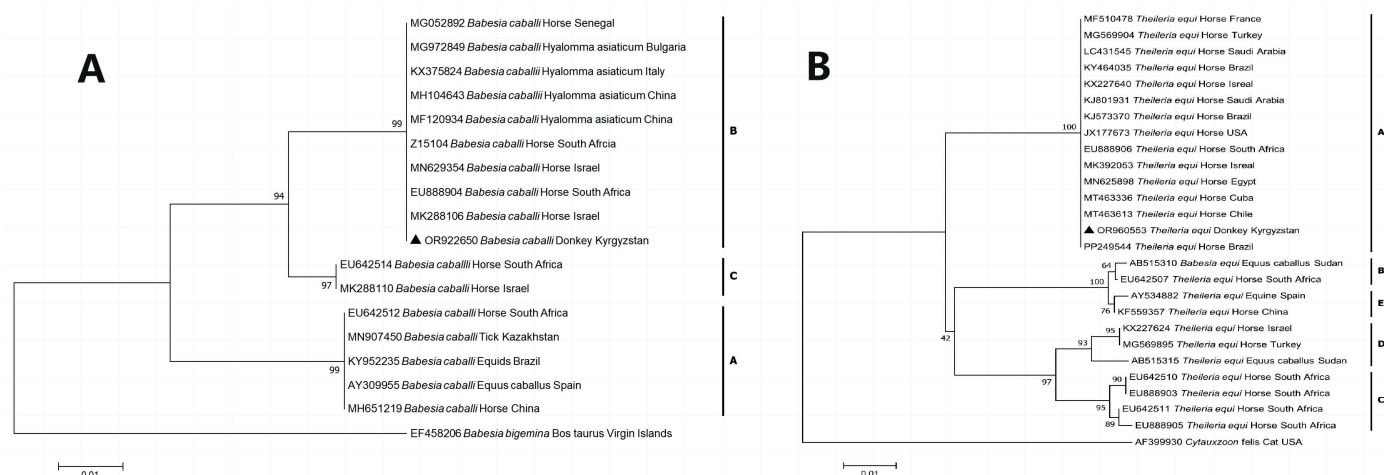 A
MG052892 Babesia caballi Horse Senegal
MG972849 Babesia caballi Hyalomma asiaticum Bulgaria
KX375824 Babesia caballii Hyalomma asiaticum Italy
MH104643 Babesia caballii Hyalomma asiaticum China
MF120934 Babesia caballi Hyalomma asiaticum China
Z15104 Babesia caballi Horse South Afrcia
MN629354 Babesia caballi Horse Israel
EU888904 Babesia caballi Horse South Africa
MK288106 Babesia caballi Horse Israel
OR922650 Babesia caballi Donkey Kyrgyzstan
EU642514 Babesia caballli Horse South Africa
MK288110 Babesia caballi Horse Israel
EU642512 Babesia caballi Horse South Africa
MN907450 Babesia caballi Tick Kazakhstan
KY952235 Babesia caballi Equids Brazil
AY309955 Babesia caballi Equus caballus Spain
MH651219 Babesia caballi Horse China
EF458206 Babesia bigemina Bos taurus Virgin Islands
99
94
97
99
B
C
A
0.01
B
MF510478 Theileria equi Horse France
MG569904 Theileria equi Horse Turkey
LC431545 Theileria equi Horse Saudi Arabia
KY464035 Theileria equi Horse Brazil
KX227640 Theileria equi Horse Isreal
KJ801931 Theileria equi Horse Saudi Arabia
KJ573370 Theileria equi Horse Brazil
JX177673 Theileria equi Horse USA
EU888906 Theileria equi Horse South Africa
MK392053 Theileria equi Horse Isreal
MN625898 Theileria equi Horse Egypt
MT463336 Theileria equi Horse Cuba
MT463613 Theileria equi Horse Chile
OR960553 Theileria equi Donkey Kyrgyzstan
PP249544 Theileria equi Horse Brazil
AB515310 Babesia equi Equus caballus Sudan
EU642507 Theileria equi Horse South Africa
AY534882 Theileria equi Equine Spain
KF559357 Theileria equi Horse China
KX227624 Theileria equi Horse Israel
MG569895 Theileria equi Horse Turkey
AB515315 Theileria equi Equus caballus Sudan
EU642510 Theileria equi Horse South Africa
EU888903 Theileria equi Horse South Africa
EU642511 Theileria equi Horse South Africa
EU888905 Theileria equi Horse South Africa
AF399930 Cytauxzoon felis Cat USA
100
64
100
76
42
95
93
97
90
95
89
A
B
E
D
C
0.01